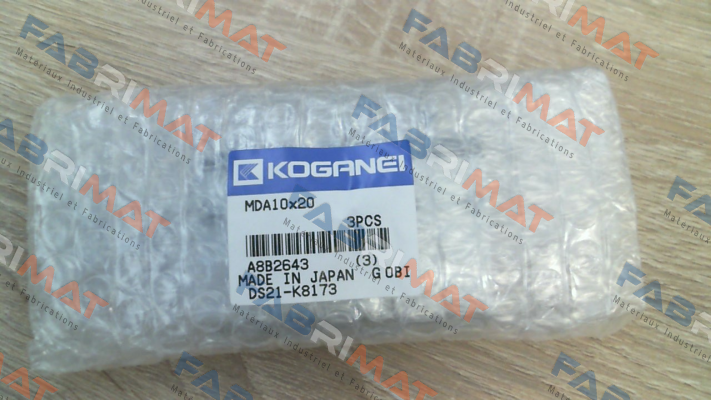 KOGANEI
MDA10x20
3PCS
A8B2643 (3)
MADE IN JAPAN G OBI
DS21-K8173
FABRIMAT
Matériaux Industriel et Fabrications